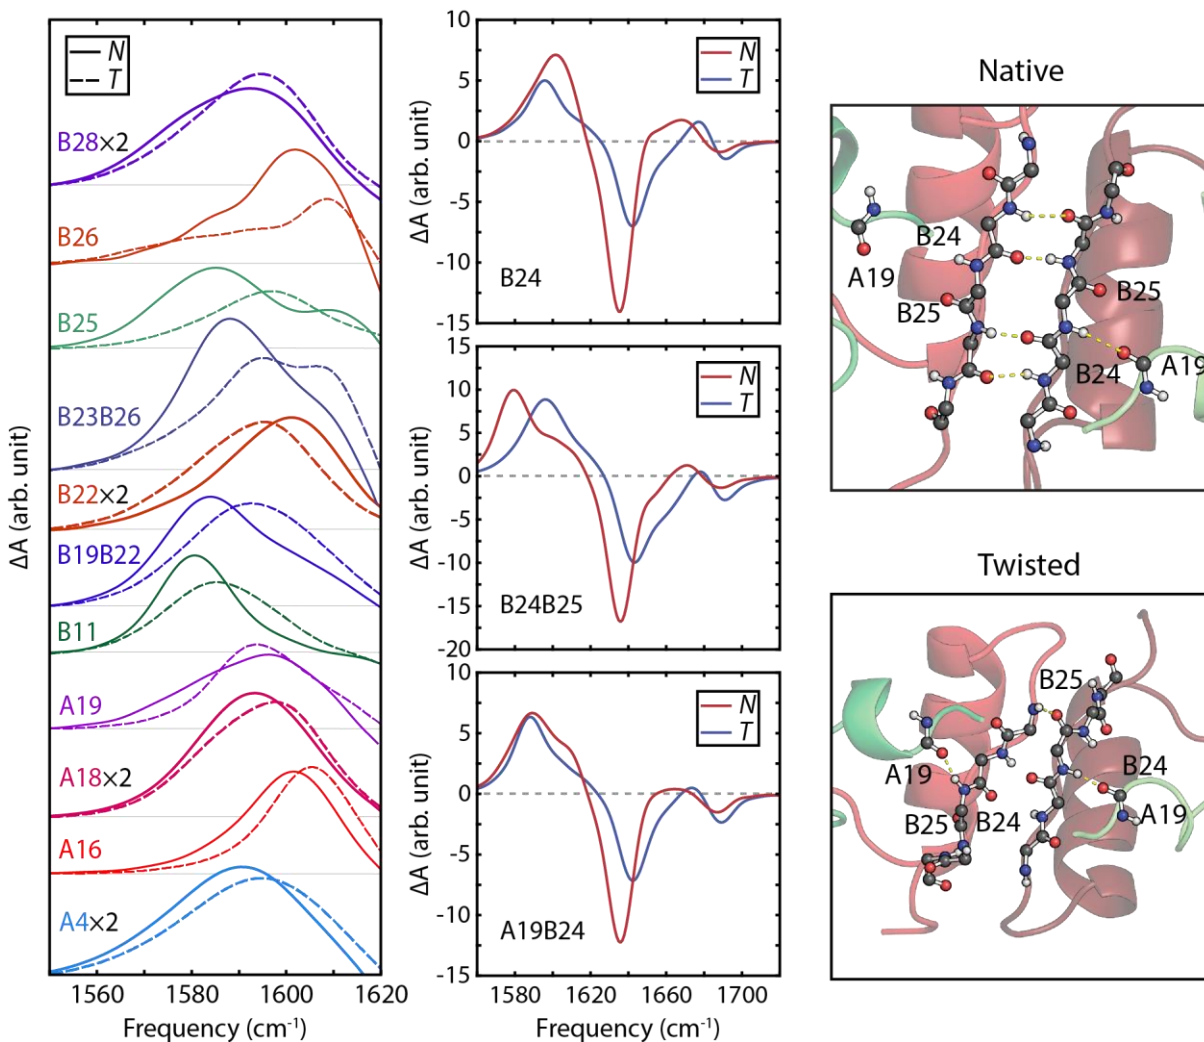 N
T
B28×2
B26
B25
B23B26
B22×2
B19B22
B11
A19
A18×2
A16
A4×2
ΔA (arb. unit)
1560 1580 1600 1620
Frequency (cm⁻¹)
10
5
0
-5
-10
-15
ΔA (arb. unit)
N
T
B24
15
10
5
0
-5
-10
-15
-20
ΔA (arb. unit)
N
T
B24B25
10
5
0
-5
-10
-15
ΔA (arb. unit)
N
T
A19B24
1580 1620 1660 1700
Frequency (cm⁻¹)
Native
B24
A19
B25
B25
A19
B24
Twisted
B25
A19
B24
B25 B24
A19